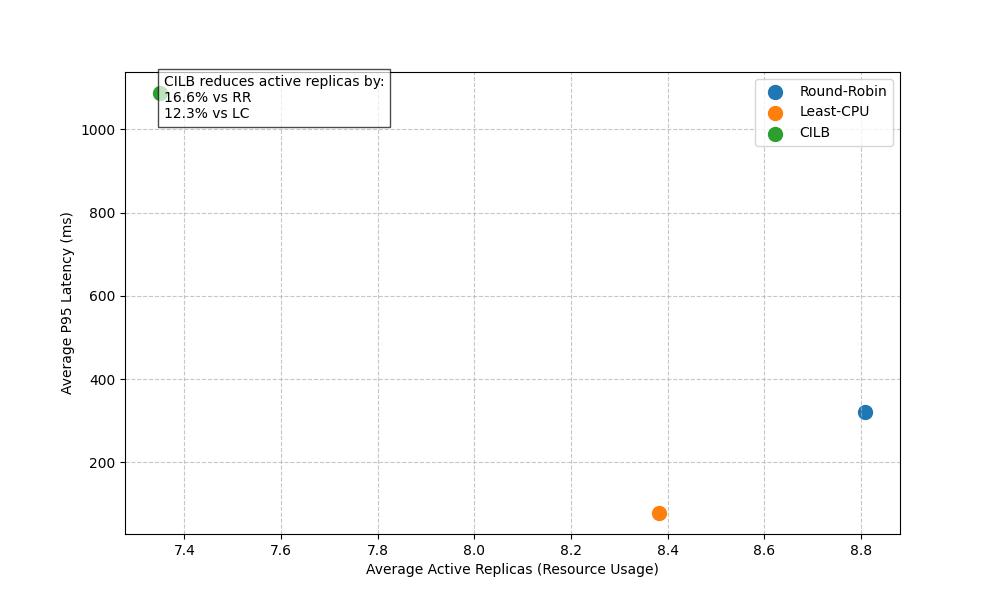 CILB reduces active replicas by:
16.6% vs RR
12.3% vs LC
Round-Robin
Least-CPU
CILB
1000
800
600
400
200
Average P95 Latency (ms)
7.4 7.6 7.8 8.0 8.2 8.4 8.6 8.8
Average Active Replicas (Resource Usage)